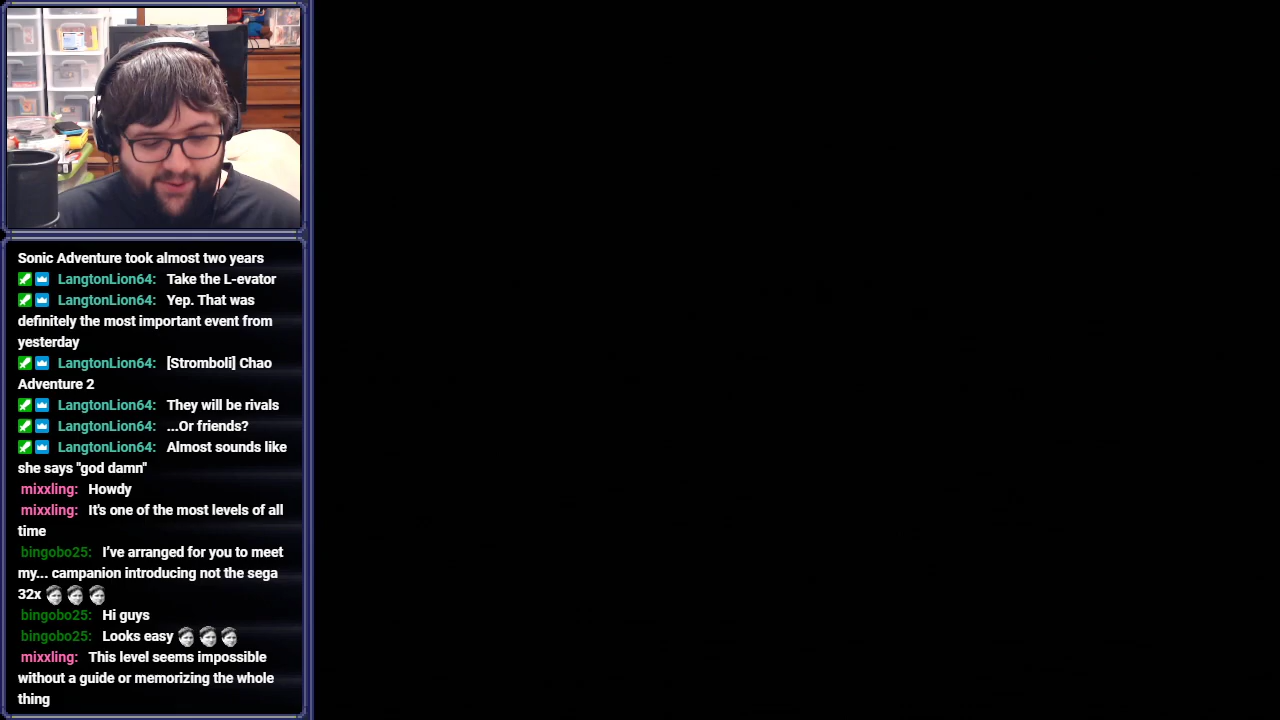 Sonic Adventure took almost two years
LangtonLion64: Take the L-evator
LangtonLion64: Yep. That was
definitely the most important event from
yesterday
LangtonLion64: [Stromboli] Chao
Adventure 2
LangtonLion64: They will be rivals
LangtonLion64: ...Or friends?
LangtonLion64: Almost sounds like
she says "god damn"
mixxling: Howdy
mixxling: It's one of the most levels of all
time
bingobo25: I've arranged for you to meet
my... campanion introducing not the sega
32x
bingobo25: Hi guys
bingobo25: Looks easy
mixxling: This level seems impossible
without a guide or memorizing the whole
thing